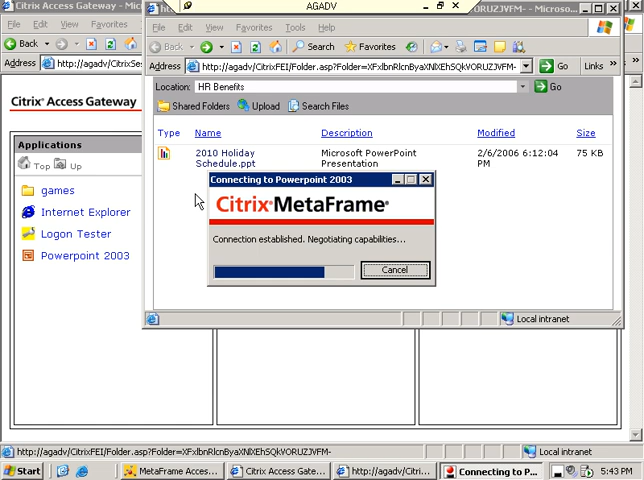 AGADV
Citrix Access Gateway - Micros
ORUZJVFM- - Microso...
File Edit View Favorites
File Edit View Favorites Tools Help
Back
Back Search Favorites
Address http://agadv/CitrixSe
Address http://agadv/CitrixFEI/Folder.asp?Folder=XFxlbnRlcnByaXNlXEhSQkVORUZJVFM- Go Links »
Location: HR Benefits Go
Shared Folders Upload Search Files
Citrix® Access Gateway
Type Name Description Modified Size
2010 Holiday Schedule.ppt
Microsoft PowerPoint Presentation
2/6/2006 6:12:04 PM
75 KB
Applications
Top Up
games
Internet Explorer
Logon Tester
Powerpoint 2003
Connecting to Powerpoint 2003
Citrix® MetaFrame®
Connection established. Negotiating capabilities...
Cancel
Local intranet
http://agadv/CitrixFEI/Folder.asp?Folder=XFxlbnRlcnByaXNlXEhSQkVORUZJVFM- Local intranet
Start MetaFrame Acces... Citrix Access Gate... http://agadv/Citri... Connecting to P... 5:43 PM